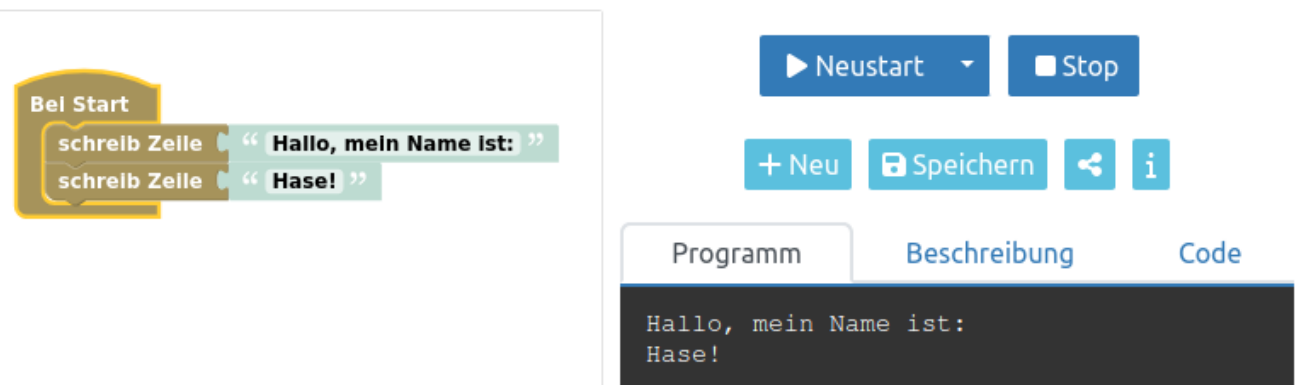 Bei Start
schreib Zeile “ Hallo, mein Name ist: ”
schreib Zeile “ Hase! ”
Neustart
Stop
+ Neu
Speichern
i
Programm
Beschreibung
Code
Hallo, mein Name ist:
Hase!